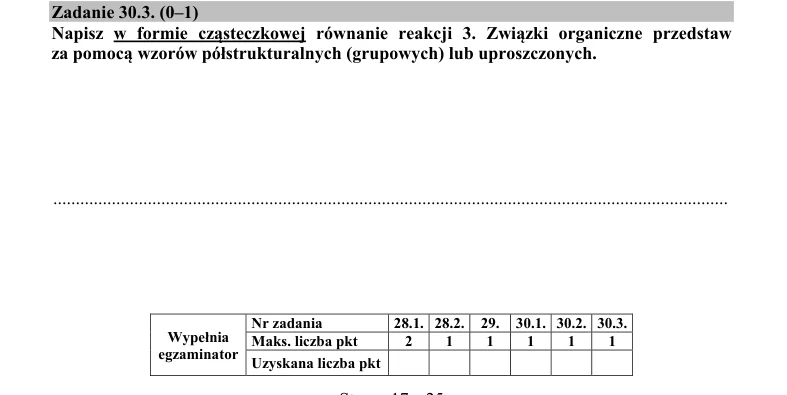 Zadanie 30.3. (0–1)
Napisz w formie cząsteczkowej równanie reakcji 3. Związki organiczne przedstaw
za pomocą wzorów półstrukturalnych (grupowych) lub uproszczonych.
................................................................................................................................................
Wypełnia egzaminator
Nr zadania 28.1. 28.2. 29. 30.1. 30.2. 30.3.
Maks. liczba pkt 2 1 1 1 1 1
Uzyskana liczba pkt